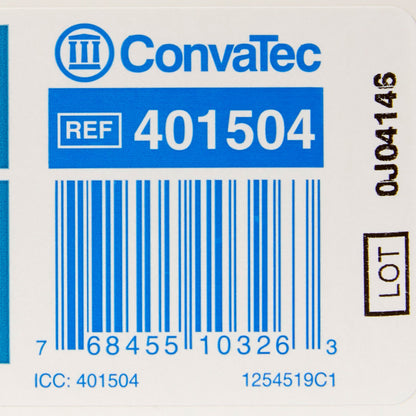 ConvaTec
REF 401504
7 68455 10326 3
ICC: 401504 1254519C1
LOT 0J04146